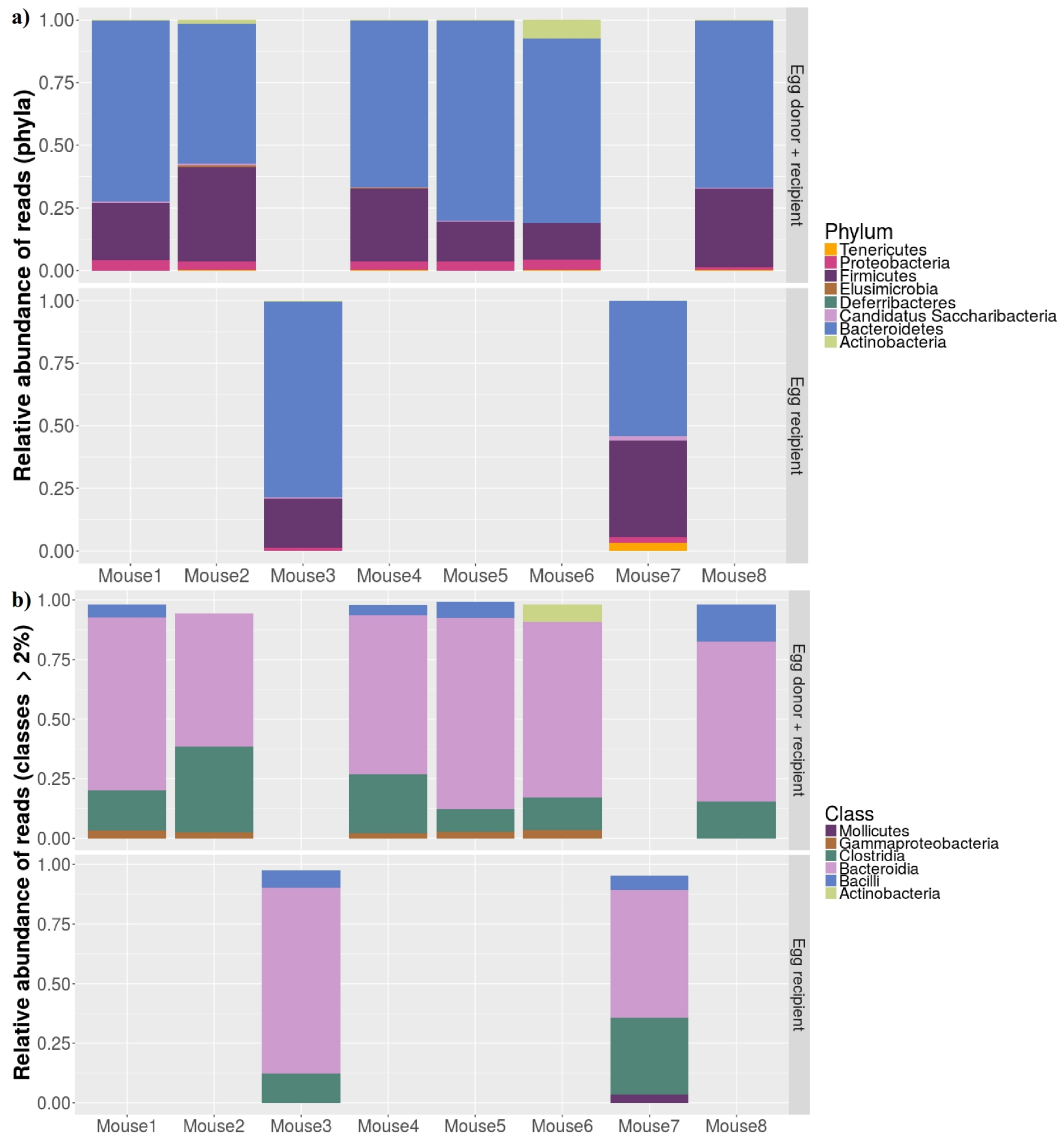 a)
Relative abundance of reads (phyla)
1.00
0.75
0.50
0.25
0.00
Egg donor + recipient
1.00
0.75
0.50
0.25
0.00
Egg recipient
Mouse1 Mouse2 Mouse3 Mouse4 Mouse5 Mouse6 Mouse7 Mouse8
Phylum
Tenericutes
Proteobacteria
Firmicutes
Elusimicrobia
Deferribacteres
Candidatus Saccharibacteria
Bacteroidetes
Actinobacteria
b)
Relative abundance of reads (classes > 2%)
1.00
0.75
0.50
0.25
0.00
Egg donor + recipient
1.00
0.75
0.50
0.25
0.00
Egg recipient
Mouse1 Mouse2 Mouse3 Mouse4 Mouse5 Mouse6 Mouse7 Mouse8
Class
Mollicutes
Gammaproteobacteria
Clostridia
Bacteroidia
Bacilli
Actinobacteria